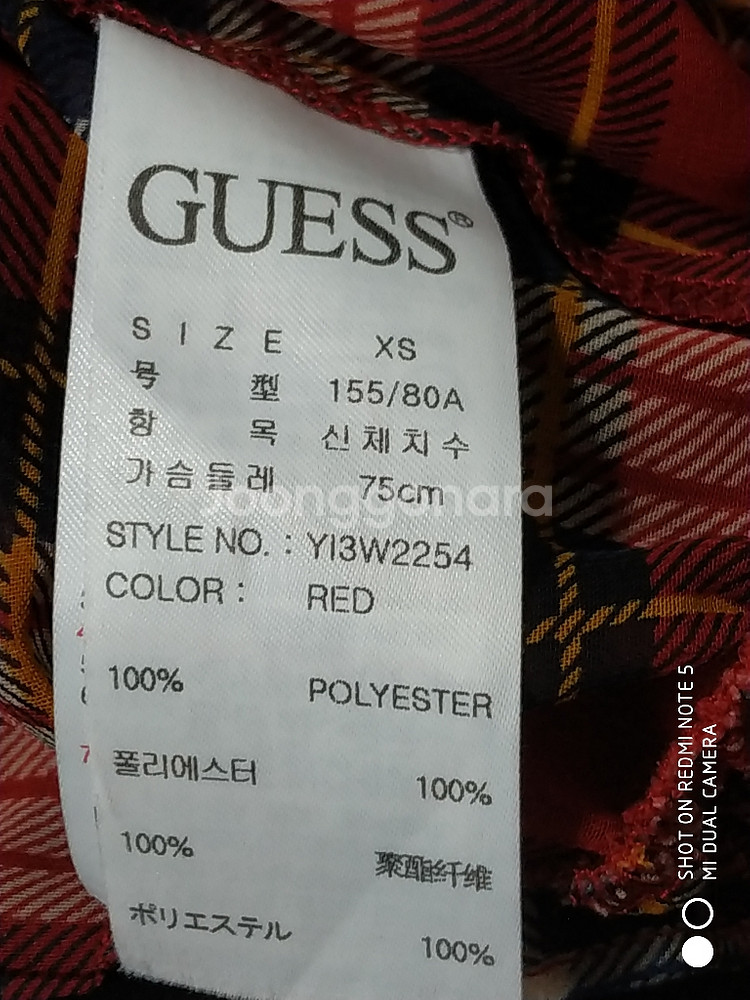 GUESS®
SIZE XS
号型 155/80A
항목 신체치수
가슴둘레 75cm
STYLE NO. : YI3W2254
COLOR : RED
100% POLYESTER
폴리에스터 100%
100% 聚酯纤维
ポリエステル 100%
joonggonara
SHOT ON REDMI NOTE 5
MI DUAL CAMERA